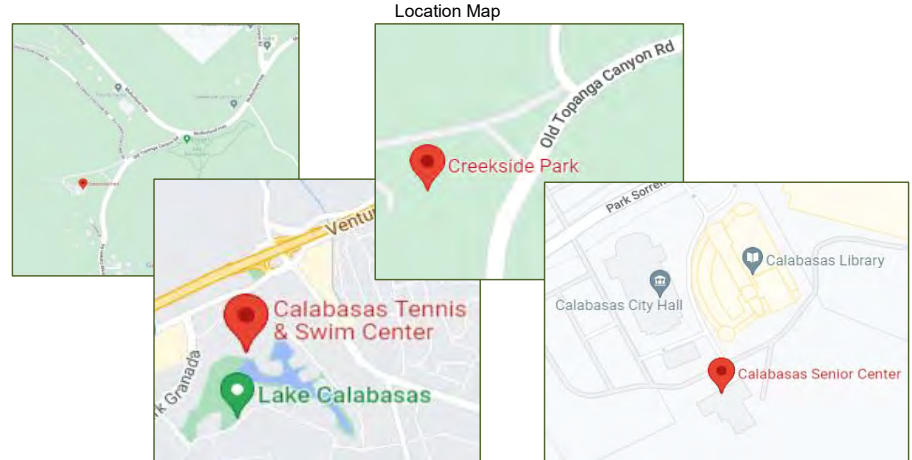 Location Map
Old Topanga Canyon Rd
Creekside Park
Ventu
Calabasas Tennis
& Swim Center
rk Granada
Lake Calabasas
Park Sorren
Calabasas Library
Calabasas City Hall
Calabasas Senior Center